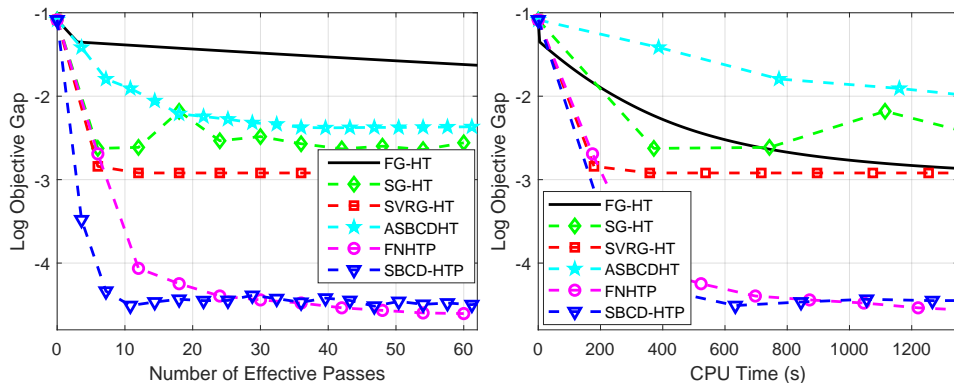 -1
-2
-3
-4
Log Objective Gap
0
10
20
30
40
50
60
Number of Effective Passes
FG-HT
SG-HT
SVRG-HT
ASBCDHT
FNHTP
SBCD-HTP
-1
-2
-3
-4
Log Objective Gap
0
200
400
600
800
1000
1200
CPU Time (s)
FG-HT
SG-HT
SVRG-HT
ASBCDHT
FNHTP
SBCD-HTP